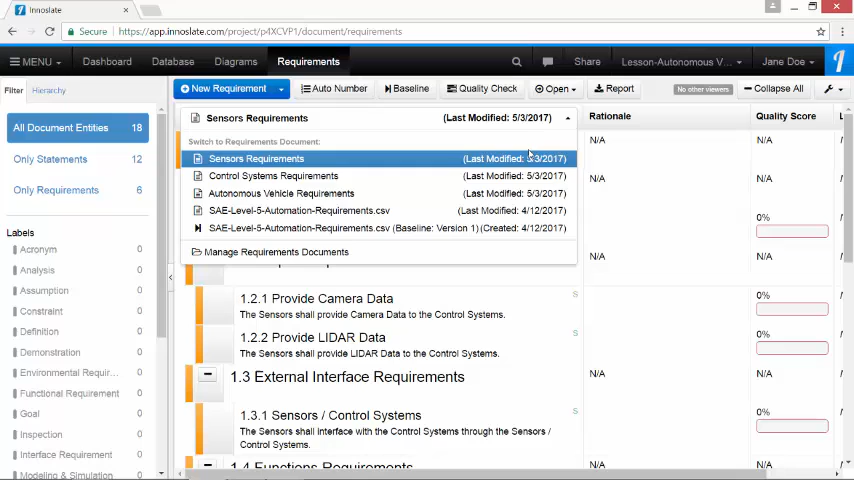 Innoslate
Secure https://app.innoslate.com/project/p4XCVP1/document/requirements
MENU Dashboard Database Diagrams Requirements Share Lesson-Autonomous V... Jane Doe
Filter Hierarchy
New Requirement Auto Number Baseline Quality Check Open Report No other viewers Collapse All
All Document Entities 18
Only Statements 12
Only Requirements 6
Labels
Acronym 0
Analysis 0
Assumption 0
Constraint 0
Definition 0
Demonstration 0
Environmental Requir... 0
Functional Requirement 0
Goal 0
Inspection 0
Interface Requirement 0
Modeling & Simulation 0
Sensors Requirements (Last Modified: 5/3/2017)
Switch to Requirements Document:
Sensors Requirements (Last Modified: 5/3/2017)
Control Systems Requirements (Last Modified: 5/3/2017)
Autonomous Vehicle Requirements (Last Modified: 5/3/2017)
SAE-Level-5-Automation-Requirements.csv (Last Modified: 4/12/2017)
SAE-Level-5-Automation-Requirements.csv (Baseline: Version 1) (Created: 4/12/2017)
Manage Requirements Documents
Rationale Quality Score
N/A N/A
N/A N/A
0%
N/A N/A
1.2.1 Provide Camera Data S 0%
The Sensors shall provide Camera Data to the Control Systems.
1.2.2 Provide LIDAR Data S 0%
The Sensors shall provide LIDAR Data to the Control Systems.
1.3 External Interface Requirements N/A N/A
1.3.1 Sensors / Control Systems S 0%
The Sensors shall interface with the Control Systems through the Sensors /
Control Systems.
1.4 Functions Requirements N/A N/A